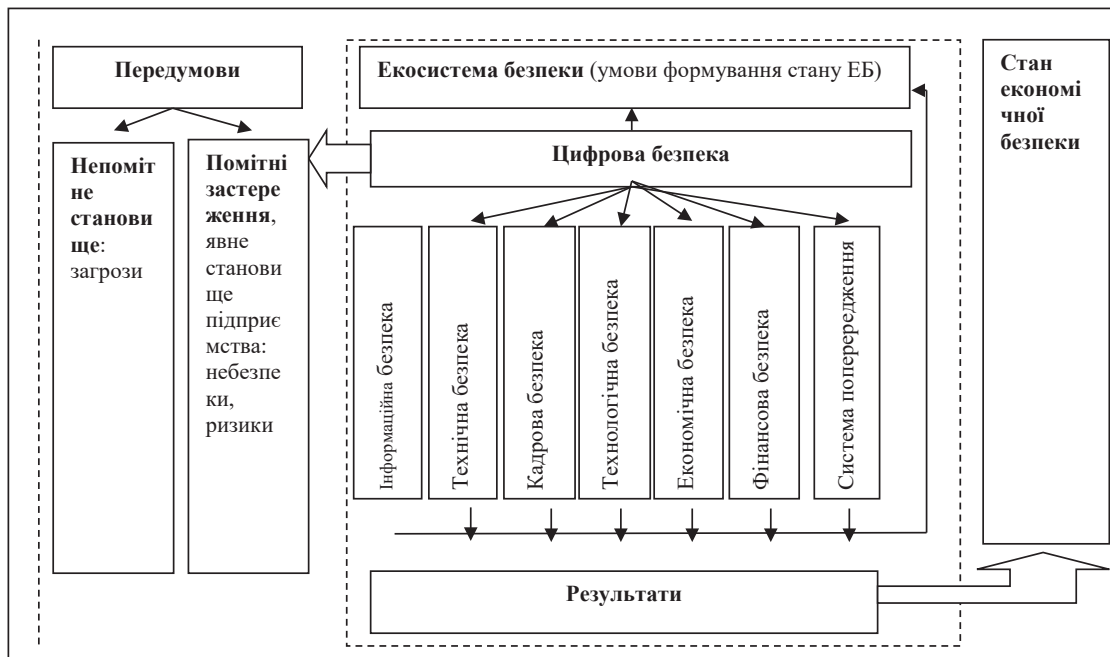 Передумови
Непоміт
не
станови
ще:
загрози
Помітні
застере
ження,
явне
станови
ще
підприє
мства:
небезпе
ки,
ризики
Екосистема безпеки (умови формування стану ЕБ)
Цифрова безпека
Інформаційна безпека
Технічна безпека
Кадрова безпека
Технологічна безпека
Економічна безпека
Фінансова безпека
Система поперередження
Результати
Стан
економі
чної
безпеки